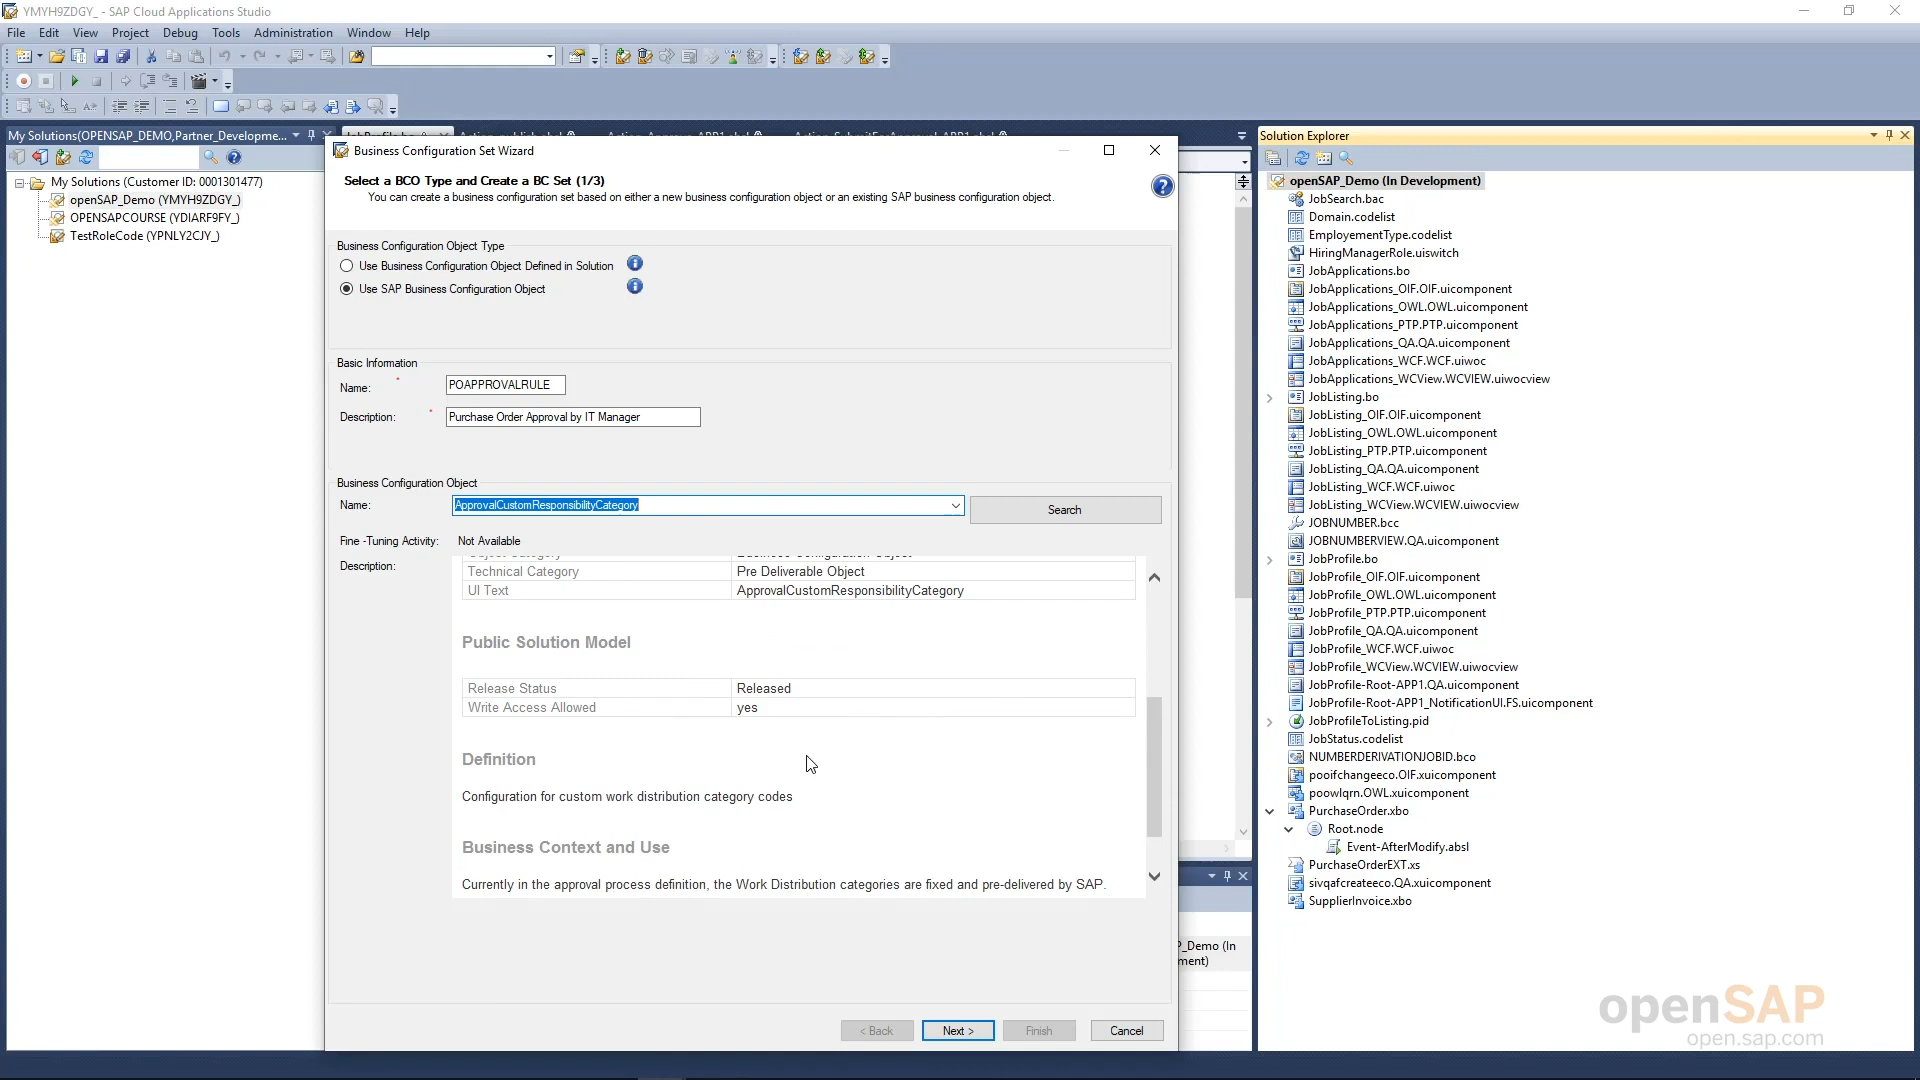 YMYH9ZDGY_ - SAP Cloud Applications Studio
File Edit View Project Debug Tools Administration Window Help
My Solutions(OPENSAP_DEMO,Partner_Developme...
My Solutions (Customer ID: 0001301477)
openSAP_Demo (YMYH9ZDGY_)
OPENSAPCOURSE (YDIARF9FY_)
TestRoleCode (YPNLY2CJY_)
Business Configuration Set Wizard
Select a BCO Type and Create a BC Set (1/3)
You can create a business configuration set based on either a new business configuration object or an existing SAP business configuration object.
Business Configuration Object Type
Use Business Configuration Object Defined in Solution
Use SAP Business Configuration Object
Basic Information
Name: * POAPPROVALRULE
Description: * Purchase Order Approval by IT Manager
Business Configuration Object
Name: ApprovalCustomResponsibilityCategory Search
Fine -Tuning Activity: Not Available
Description:
Technical Category Pre Deliverable Object
UI Text ApprovalCustomResponsibilityCategory
Public Solution Model
Release Status Released
Write Access Allowed yes
Definition
Configuration for custom work distribution category codes
Business Context and Use
Currently in the approval process definition, the Work Distribution categories are fixed and pre-delivered by SAP.
< Back Next > Finish Cancel
P_Demo (In
ment)
Solution Explorer
openSAP_Demo (In Development)
JobSearch.bac
Domain.codelist
EmployementType.codelist
HiringManagerRole.uiswitch
JobApplications.bo
JobApplications_OIF.OIF.uicomponent
JobApplications_OWL.OWL.uicomponent
JobApplications_PTP.PTP.uicomponent
JobApplications_QA.QA.uicomponent
JobApplications_WCF.WCF.uiwoc
JobApplications_WCView.WCVIEW.uiwocview
JobListing.bo
JobListing_OIF.OIF.uicomponent
JobListing_OWL.OWL.uicomponent
JobListing_PTP.PTP.uicomponent
JobListing_QA.QA.uicomponent
JobListing_WCF.WCF.uiwoc
JobListing_WCView.WCVIEW.uiwocview
JOBNUMBER.bcc
JOBNUMBERVIEW.QA.uicomponent
JobProfile.bo
JobProfile_OIF.OIF.uicomponent
JobProfile_OWL.OWL.uicomponent
JobProfile_PTP.PTP.uicomponent
JobProfile_QA.QA.uicomponent
JobProfile_WCF.WCF.uiwoc
JobProfile_WCView.WCVIEW.uiwocview
JobProfile-Root-APP1.QA.uicomponent
JobProfile-Root-APP1_NotificationUI.FS.uicomponent
JobProfileToListing.pid
JobStatus.codelist
NUMBERDERIVATIONJOBID.bco
pooifchangeeco.OIF.xuicomponent
poowlqrn.OWL.xuicomponent
PurchaseOrder.xbo
Root.node
Event-AfterModify.absl
PurchaseOrderEXT.xs
sivqafcreateeco.QA.xuicomponent
SupplierInvoice.xbo
openSAP
open.sap.com